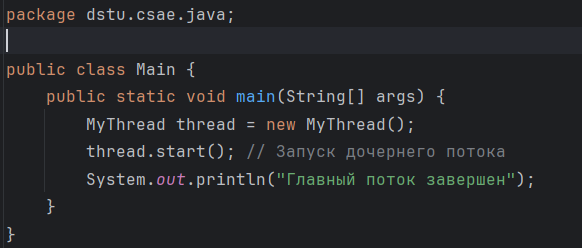 package dstu.csae.java;
public class Main {
public static void main(String[] args) {
MyThread thread = new MyThread();
thread.start(); // Запуск дочернего потока
System.out.println("Главный поток завершен");
}
}